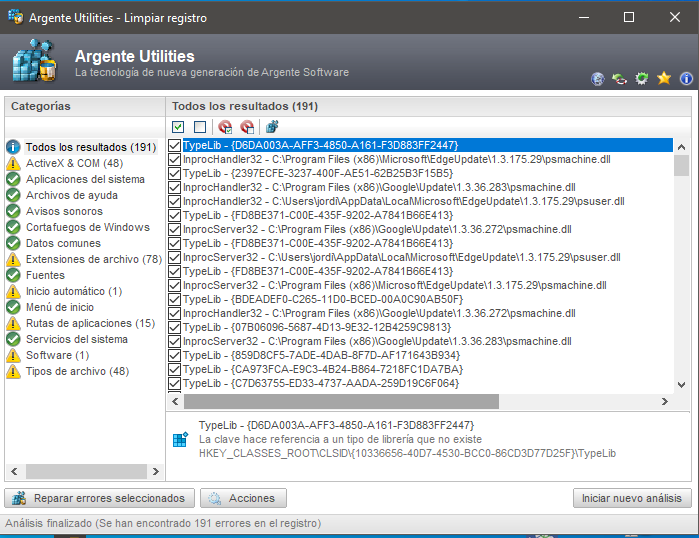 Argente Utilities - Limpiar registro
Argente Utilities
La tecnología de nueva generación de Argente Software
Categorías
Todos los resultados (191)
ActiveX & COM (48)
Aplicaciones del sistema
Archivos de ayuda
Avisos sonoros
Cortafuegos de Windows
Datos comunes
Extensiones de archivo (78)
Fuentes
Inicio automático (1)
Menú de inicio
Rutas de aplicaciones (15)
Servicios del sistema
Software (1)
Tipos de archivo (48)
Todos los resultados (191)
TypeLib - {D6DA003A-AFF3-4850-A161-F3D883FF2447}
InprocHandler32 - C:\Program Files (x86)\Microsoft\EdgeUpdate\1.3.175.29\psmachine.dll
TypeLib - {2397ECFE-3237-400F-AE51-62B25B3F15B5}
InprocHandler32 - C:\Program Files (x86)\Google\Update\1.3.36.283\psmachine.dll
InprocHandler32 - C:\Users\jordi\AppData\Local\Microsoft\EdgeUpdate\1.3.175.29\psuser.dll
TypeLib - {FD8BE371-C00E-435F-9202-A7841B66E413}
InprocServer32 - C:\Program Files (x86)\Google\Update\1.3.36.272\psmachine.dll
TypeLib - {FD8BE371-C00E-435F-9202-A7841B66E413}
InprocServer32 - C:\Users\jordi\AppData\Local\Microsoft\EdgeUpdate\1.3.175.29\psuser.dll
TypeLib - {FD8BE371-C00E-435F-9202-A7841B66E413}
InprocServer32 - C:\Program Files (x86)\Microsoft\EdgeUpdate\1.3.175.29\psmachine.dll
TypeLib - {BDEADEF0-C265-11D0-BCED-00A0C90AB50F}
InprocHandler32 - C:\Program Files (x86)\Google\Update\1.3.36.272\psmachine.dll
TypeLib - {07B06096-5687-4D13-9E32-12B4259C9813}
InprocServer32 - C:\Program Files (x86)\Google\Update\1.3.36.283\psmachine.dll
TypeLib - {859D8CF5-7ADE-4DAB-8F7D-AF171643B934}
TypeLib - {CA973FCA-E9C3-4B24-B864-7218FC1DA7BA}
TypeLib - {C7D63755-ED33-4737-AADA-259D19C6F064}
TypeLib - {D6DA003A-AFF3-4850-A161-F3D883FF2447}
La clave hace referencia a un tipo de librería que no existe
HKEY_CLASSES_ROOT\CLSID\{10336656-40D7-4530-BCC0-86CD3D77D25F}\TypeLib
Reparar errores seleccionados
Acciones
Iniciar nuevo análisis
Análisis finalizado (Se han encontrado 191 errores en el registro)